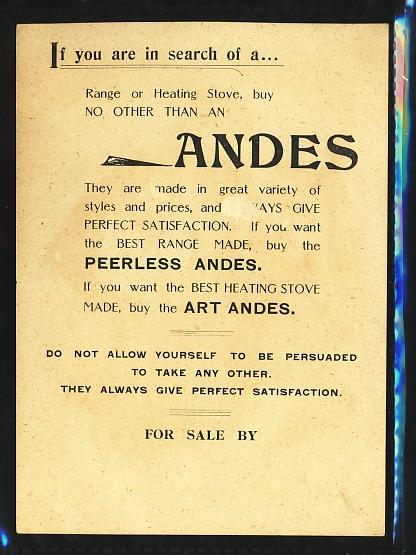 If you are in search of a...
Range or Heating Stove, buy
NO OTHER THAN AN
ANDES
They are made in great variety of
styles and prices, and AYS GIVE
PERFECT SATISFACTION. If you want
the BEST RANGE MADE, buy the
PEERLESS ANDES.
If you want the BEST HEATING STOVE
MADE, buy the ART ANDES.
DO NOT ALLOW YOURSELF TO BE PERSUADED
TO TAKE ANY OTHER.
THEY ALWAYS GIVE PERFECT SATISFACTION.
FOR SALE BY